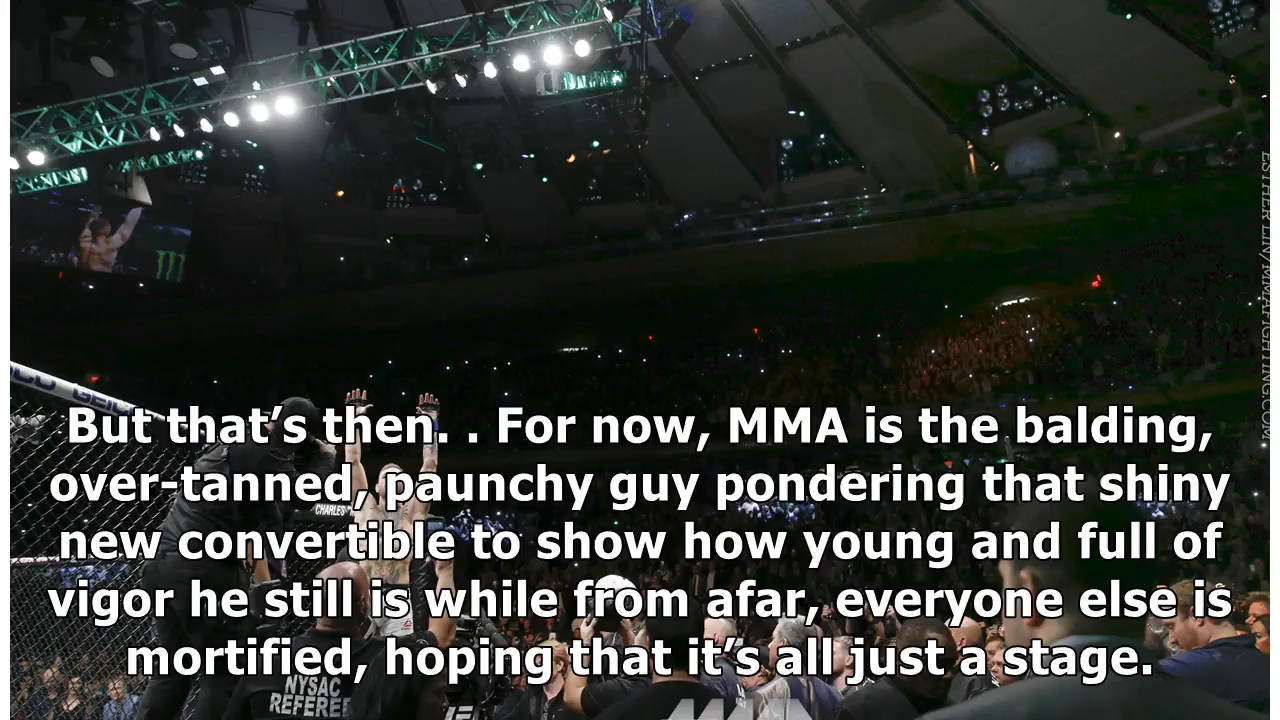 ESTHER LIN/MMAFIGHTING.COM
GEICO
But that’s then. . For now, MMA is the balding,
over-tanned, paunchy guy pondering that shiny
CHARLES
new convertible to show how young and full of
vigor he still is while from afar, everyone else is
mortified, hoping that it’s all just a stage.
NYSAC
REFEREE